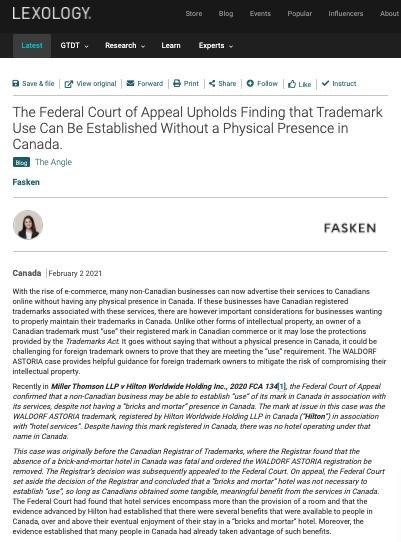 LEXOLOGY.
Store Blog Events Popular Influencers About
Latest GTDT Research Learn Experts
Save & file View original Forward Print Share Follow Like Instruct
The Federal Court of Appeal Upholds Finding that Trademark
Use Can Be Established Without a Physical Presence in
Canada.
Blog The Angle
Fasken
FASKEN
Canada February 2 2021
With the rise of e-commerce, many non-Canadian businesses can now advertise their services to Canadians
online without having any physical presence in Canada. If these businesses have Canadian registered
trademarks associated with these services, there are however important considerations for businesses wanting
to properly maintain their trademarks in Canada. Unlike other forms of intellectual property, an owner of a
Canadian trademark must “use” their registered mark in Canadian commerce or it may lose the protections
provided by the Trademarks Act. It goes without saying that without a physical presence in Canada, it could be
challenging for foreign trademark owners to prove that they are meeting the “use” requirement. The WALDORF
ASTORIA case provides helpful guidance for foreign trademark owners to mitigate the risk of compromising their
intellectual property.
Recently in Miller Thomson LLP v Hilton Worldwide Holding Inc., 2020 FCA 134[1], the Federal Court of Appeal
confirmed that a non-Canadian business may be able to establish “use” of its mark in Canada in association with
its services, despite not having a “bricks and mortar” presence in Canada. The mark at issue in this case was the
WALDORF ASTORIA trademark, registered by Hilton Worldwide Holding LLP in Canada (“Hilton”) in association
with “hotel services”. Despite having this mark registered in Canada, there was no hotel operating under that
name in Canada.
This case was originally before the Canadian Registrar of Trademarks, where the Registrar found that the
absence of a brick-and-mortar hotel in Canada was fatal and ordered the WALDORF ASTORIA registration be
removed. The Registrar’s decision was subsequently appealed to the Federal Court. On appeal, the Federal Court
set aside the decision of the Registrar and concluded that a “bricks and mortar” hotel was not necessary to
establish “use”, so long as Canadians obtained some tangible, meaningful benefit from the services in Canada.
The Federal Court had found that hotel services encompass more than the provision of a room and that the
evidence advanced by Hilton had established that there were several benefits that were available to people in
Canada, over and above their eventual enjoyment of their stay in a “bricks and mortar” hotel. Moreover, the
evidence established that many people in Canada had already taken advantage of such benefits.